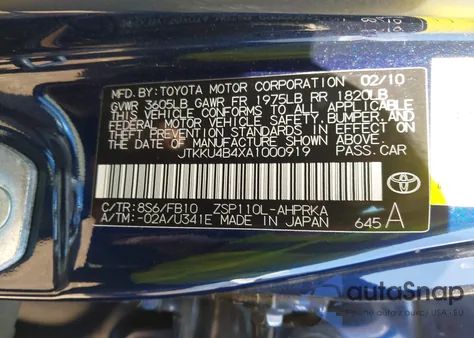 MFD. BY: TOYOTA MOTOR CORPORATION 02/10
GVWR 3605LB GAWR FR 1975LB RR 1820LB
THIS VEHICLE CONFORMS TO ALL APPLICABLE
FEDERAL MOTOR VEHICLE SAFETY, BUMPER, AND
THEFT PREVENTION STANDARDS IN EFFECT ON
THE DATE OF MANUFACTURE SHOWN ABOVE.
JTKKU4B4XA1000919 PASS.CAR
C/TR: 8S6/FB10 ZSP110L-AHPRKA
A/TM: -02A/U341E MADE IN JAPAN 645 A
TOYOTA
autoSnap